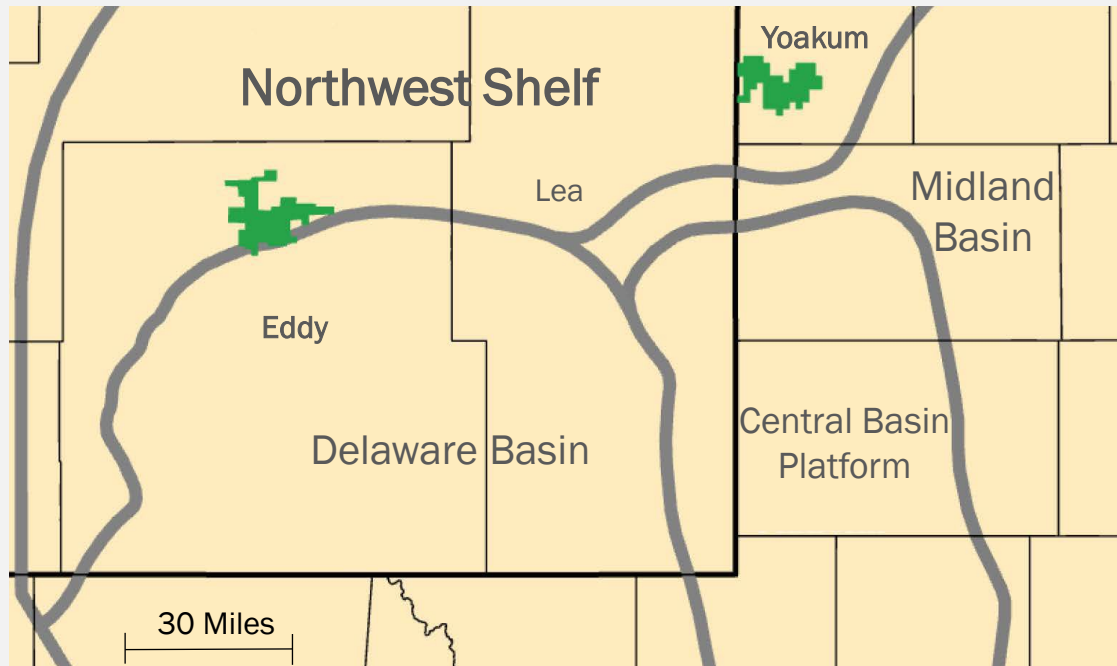 Yoakum
Northwest Shelf
Lea
Midland
Basin
Eddy
Central Basin
Platform
Delaware Basin
30 Miles